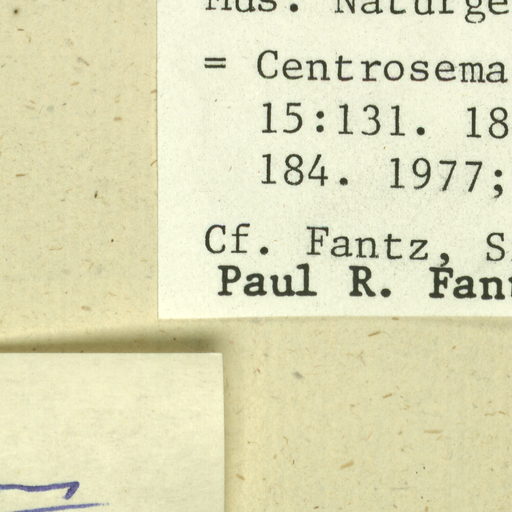 Mus. Naturge
= Centrosema
15:131. 18
184. 1977;
Cf. Fantz, S
Paul R. Fan